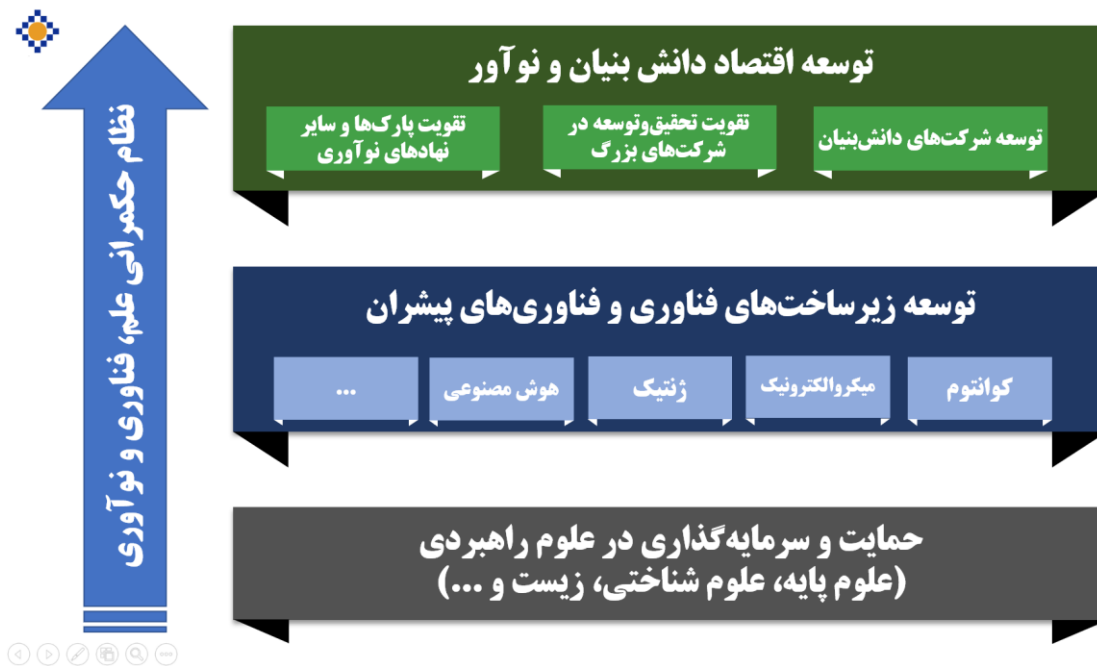 نظام حکمرانی علم، فناوری و نوآوری
توسعه اقتصاد دانش بنیان و نوآور
توسعه شرکت‌های دانش‌بنیان
تقویت تحقیق‌وتوسعه در
شرکت‌های بزرگ
تقویت پارک‌ها و سایر
نهادهای نوآوری
توسعه زیرساخت‌های فناوری و فناوری‌های پیشران
کوانتوم
میکروالکترونیک
ژنتیک
هوش مصنوعی
...
حمایت و سرمایه‌گذاری در علوم راهبردی
(علوم پایه، علوم شناختی، زیست و ...)